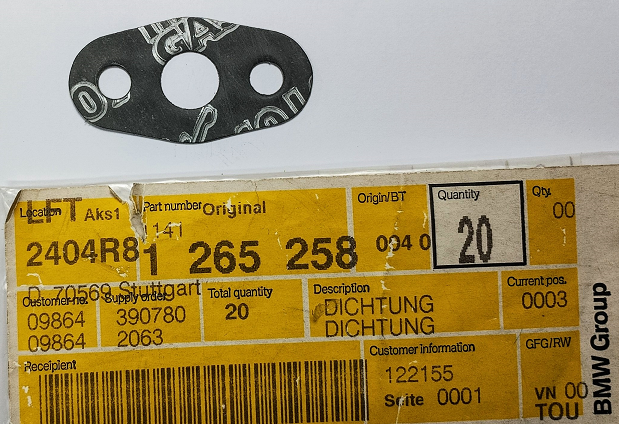 Location
LFT Aks1
2404R8
Part number Original
141
1 265 258
Origin/BT
094 0
Quantity
20
Qty.
00
D 70569 Stuttgart
Customer no.
09864
09864
Supply order
390780
2063
Total quantity
20
Description
DICHTUNG
DICHTUNG
Current pos.
0003
Receipient
Customer information
122155
Seite 0001
GFG/RW
VN 00
TOU
BMW Group